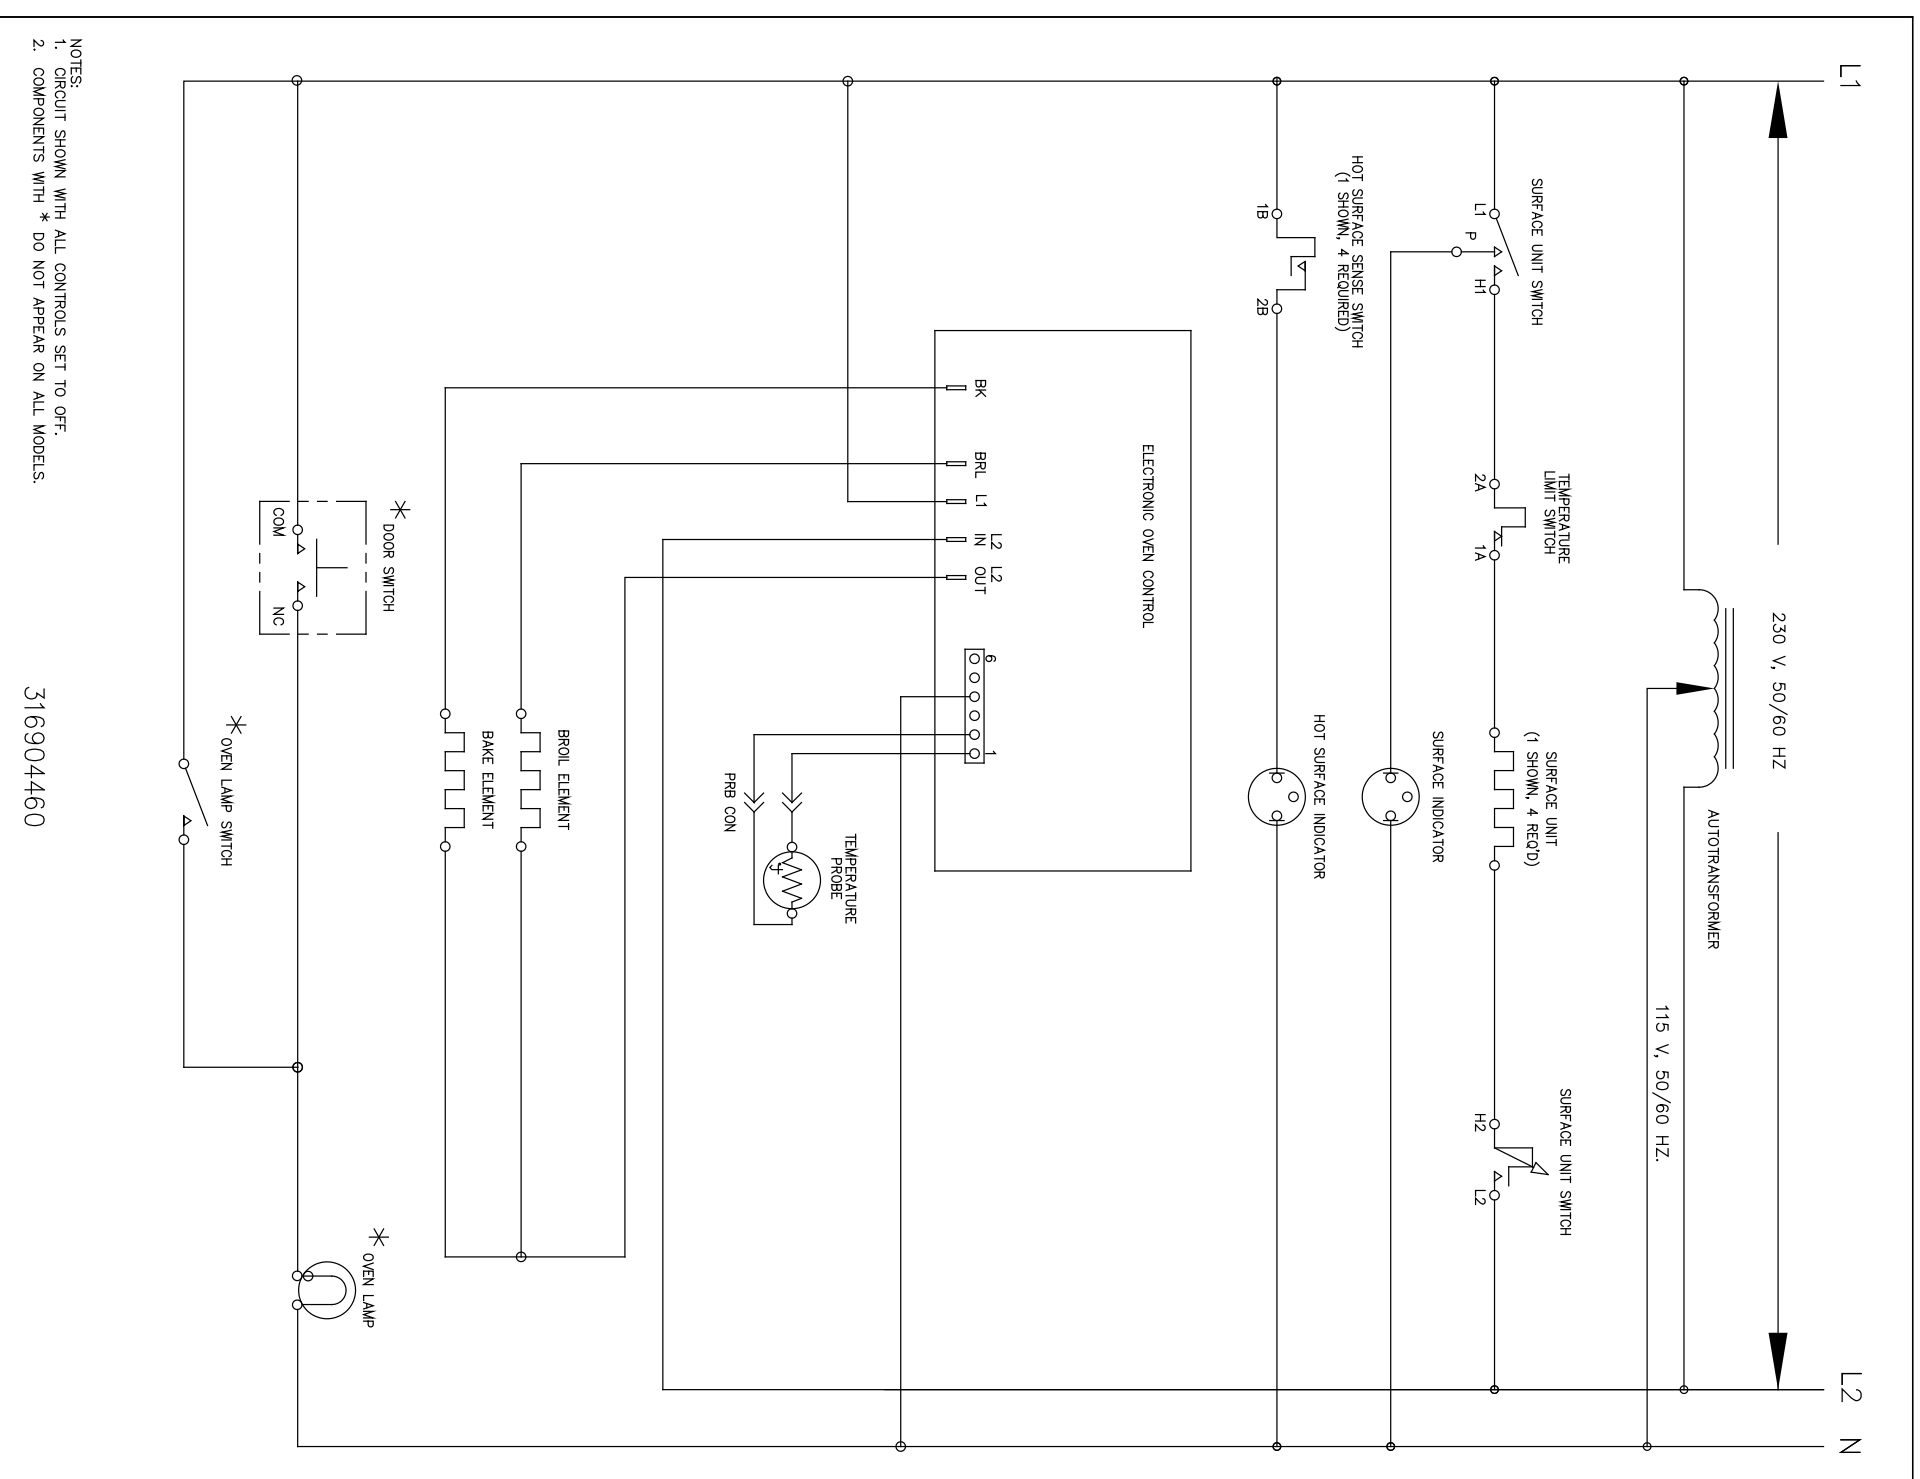 L1
L2
N
230 V, 50/60 HZ
AUTOTRANSFORMER
115 V, 50/60 HZ.
SURFACE UNIT SWITCH
L1
P
H1
TEMPERATURE
LIMIT SWITCH
2A
1A
SURFACE UNIT
(1 SHOWN, 4 REQ'D)
SURFACE UNIT SWITCH
H2
L2
SURFACE INDICATOR
HOT SURFACE SENSE SWITCH
(1 SHOWN, 4 REQUIRED)
1B
2B
HOT SURFACE INDICATOR
ELECTRONIC OVEN CONTROL
BK
BRL
L1
L2
IN
L2
OUT
6
1
TEMPERATURE
PROBE
t
PRB CON
BROIL ELEMENT
BAKE ELEMENT
* DOOR SWITCH
COM
NC
* OVEN LAMP
* OVEN LAMP SWITCH
NOTES:
1. CIRCUIT SHOWN WITH ALL CONTROLS SET TO OFF.
2. COMPONENTS WITH * DO NOT APPEAR ON ALL MODELS.
316904460